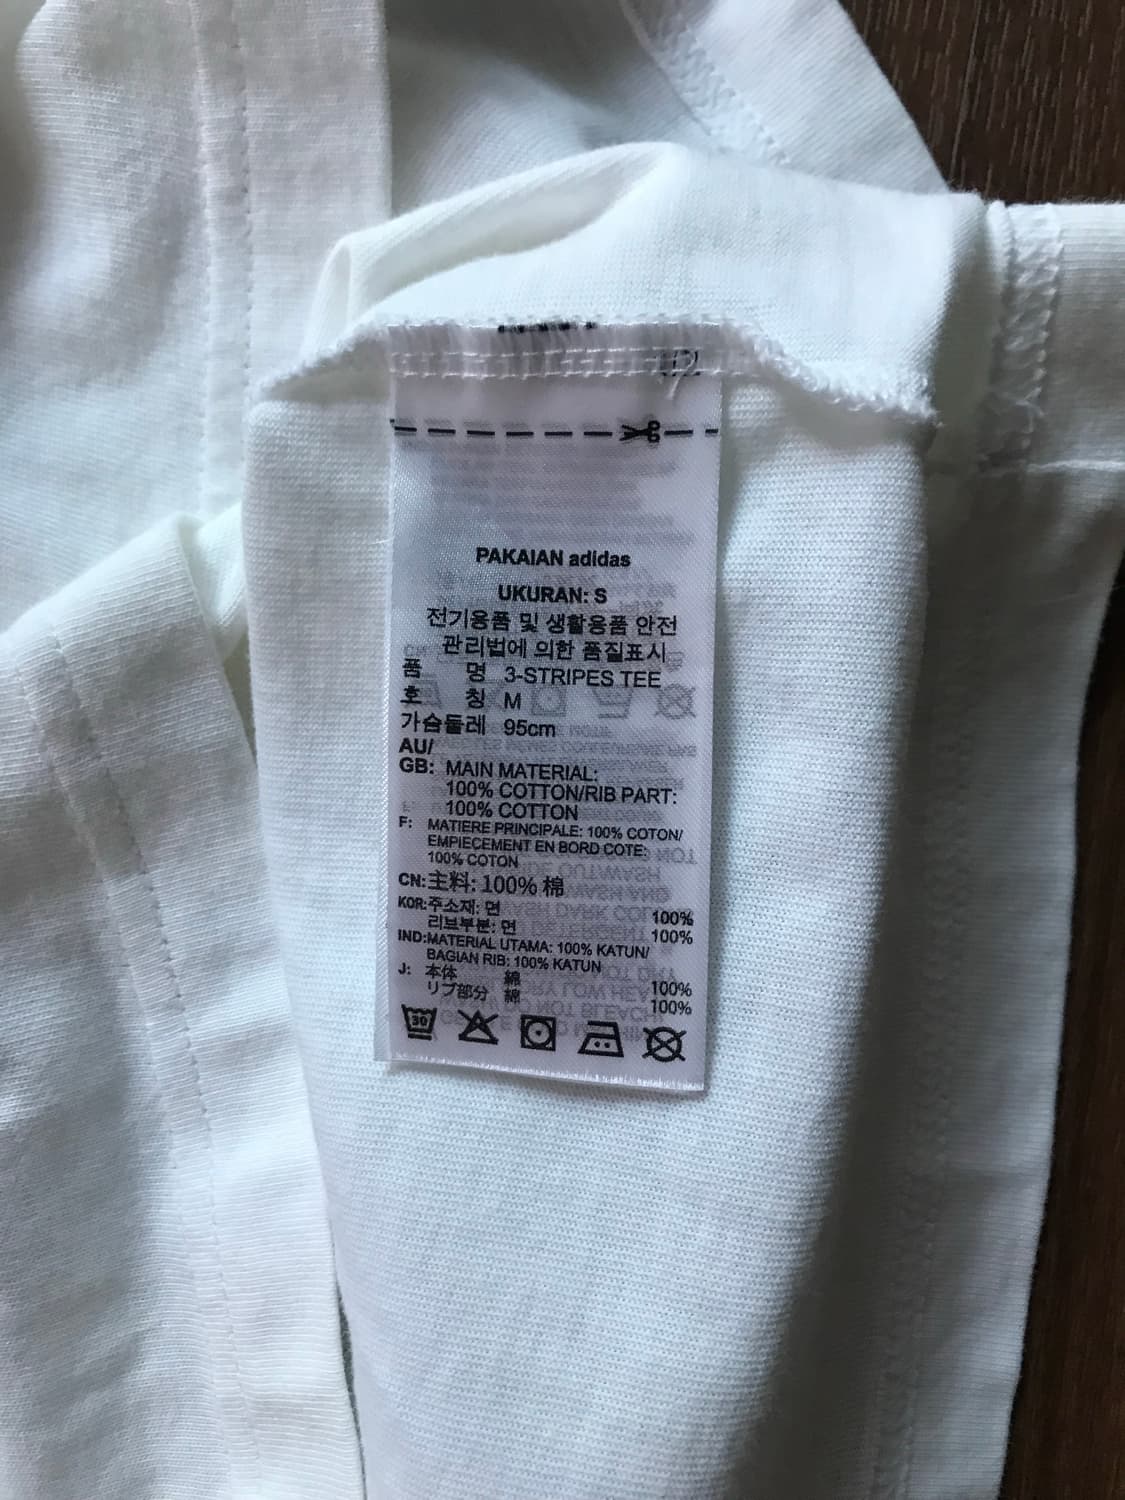 PAKAIAN adidas
UKURAN: S
전기용품 및 생활용품 안전
관리법에 의한 품질표시
품 명 3-STRIPES TEE
호 칭 M
가슴둘레 95cm
AU/
GB: MAIN MATERIAL:
100% COTTON/RIB PART:
100% COTTON
F: MATIERE PRINCIPALE: 100% COTON/
EMPIECEMENT EN BORD COTE:
100% COTON
CN:主料: 100% 棉
KOR:주소재: 면 100%
리브부분: 면 100%
IND:MATERIAL UTAMA: 100% KATUN/
BAGIAN RIB: 100% KATUN
J: 本体 綿 100%
リブ部分 綿 100%
30